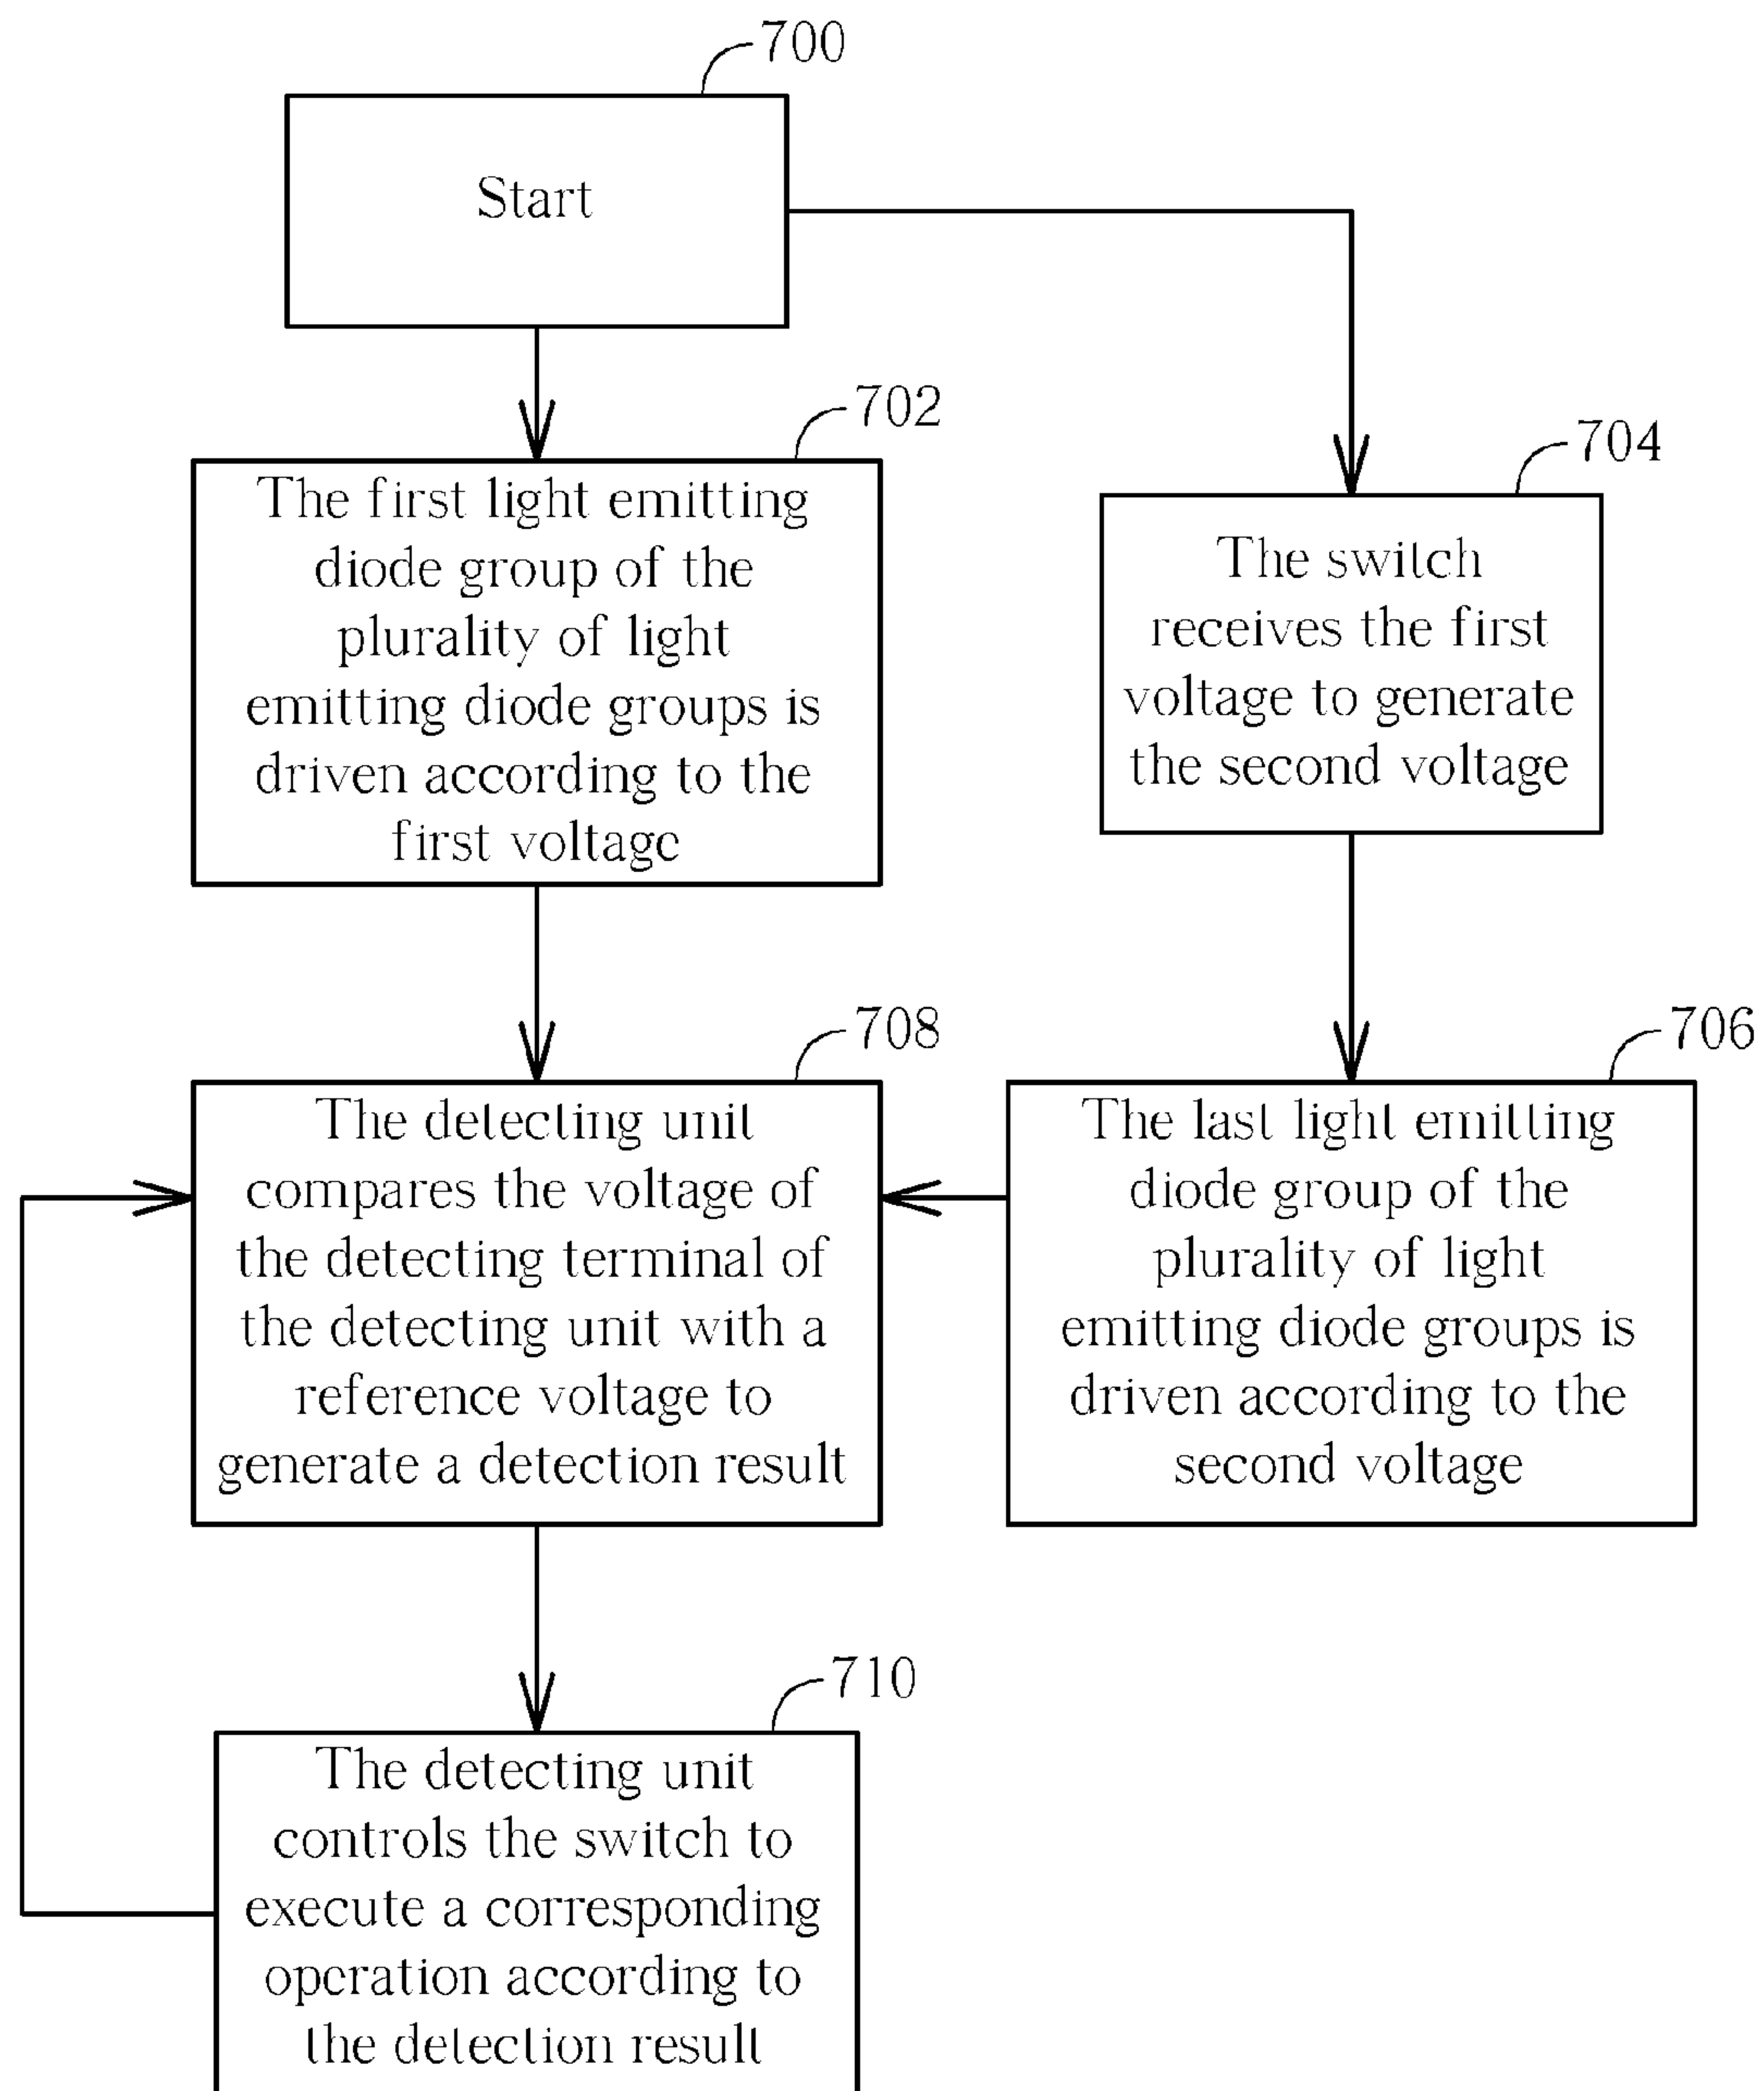 700
Start
702
The first light emitting
diode group of the
plurality of light
emitting diode groups is
driven according to the
first voltage
704
The switch
receives the first
voltage to generate
the second voltage
708
The detecting unit
compares the voltage of
the detecting terminal of
the detecting unit with a
reference voltage to
generate a detection result
706
The last light emitting
diode group of the
plurality of light
emitting diode groups is
driven according to the
second voltage
710
The detecting unit
controls the switch to
execute a corresponding
operation according to
the detection result